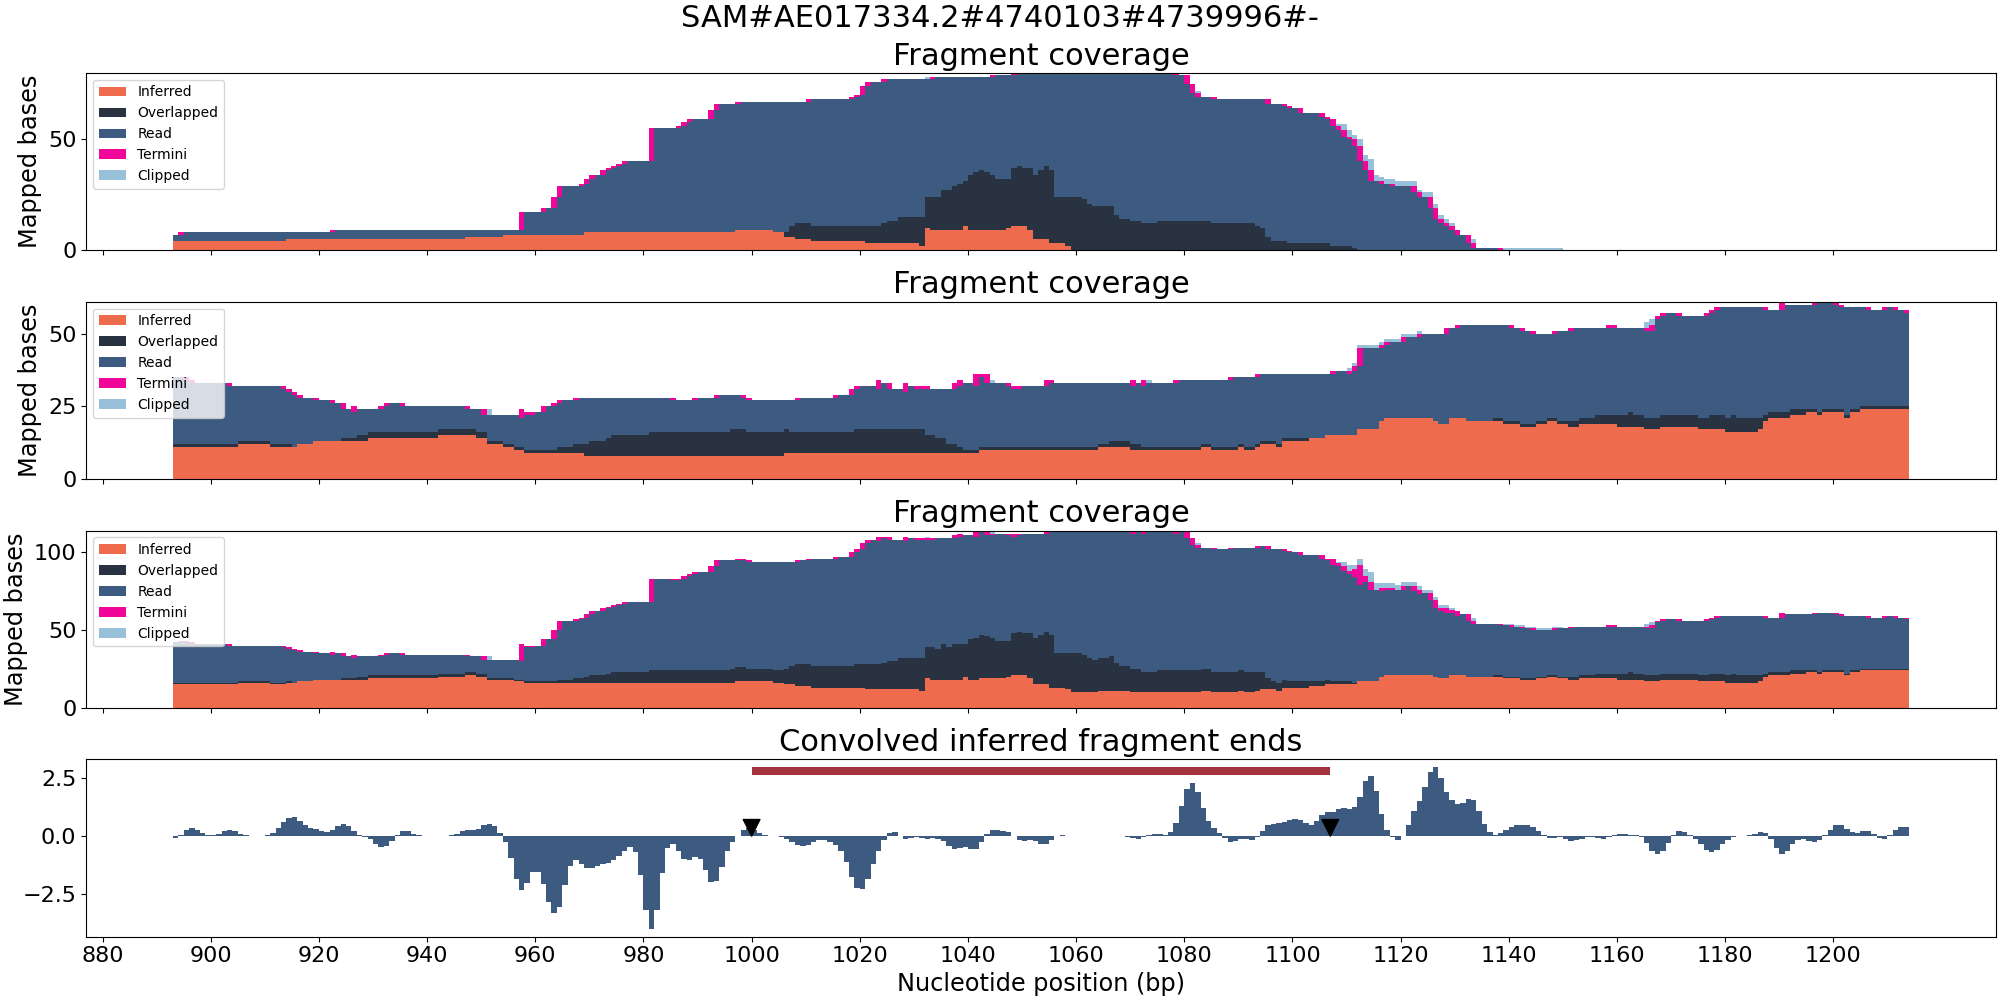 SAM#AE017334.2#4740103#4739996#-
Fragment coverage
Mapped bases
50
0
Inferred
Overlapped
Read
Termini
Clipped
Fragment coverage
Mapped bases
50
25
0
Inferred
Overlapped
Read
Termini
Clipped
Fragment coverage
Mapped bases
100
50
0
Inferred
Overlapped
Read
Termini
Clipped
Convolved inferred fragment ends
2.5
0.0
−2.5
880 900 920 940 960 980 1000 1020 1040 1060 1080 1100 1120 1140 1160 1180 1200
Nucleotide position (bp)